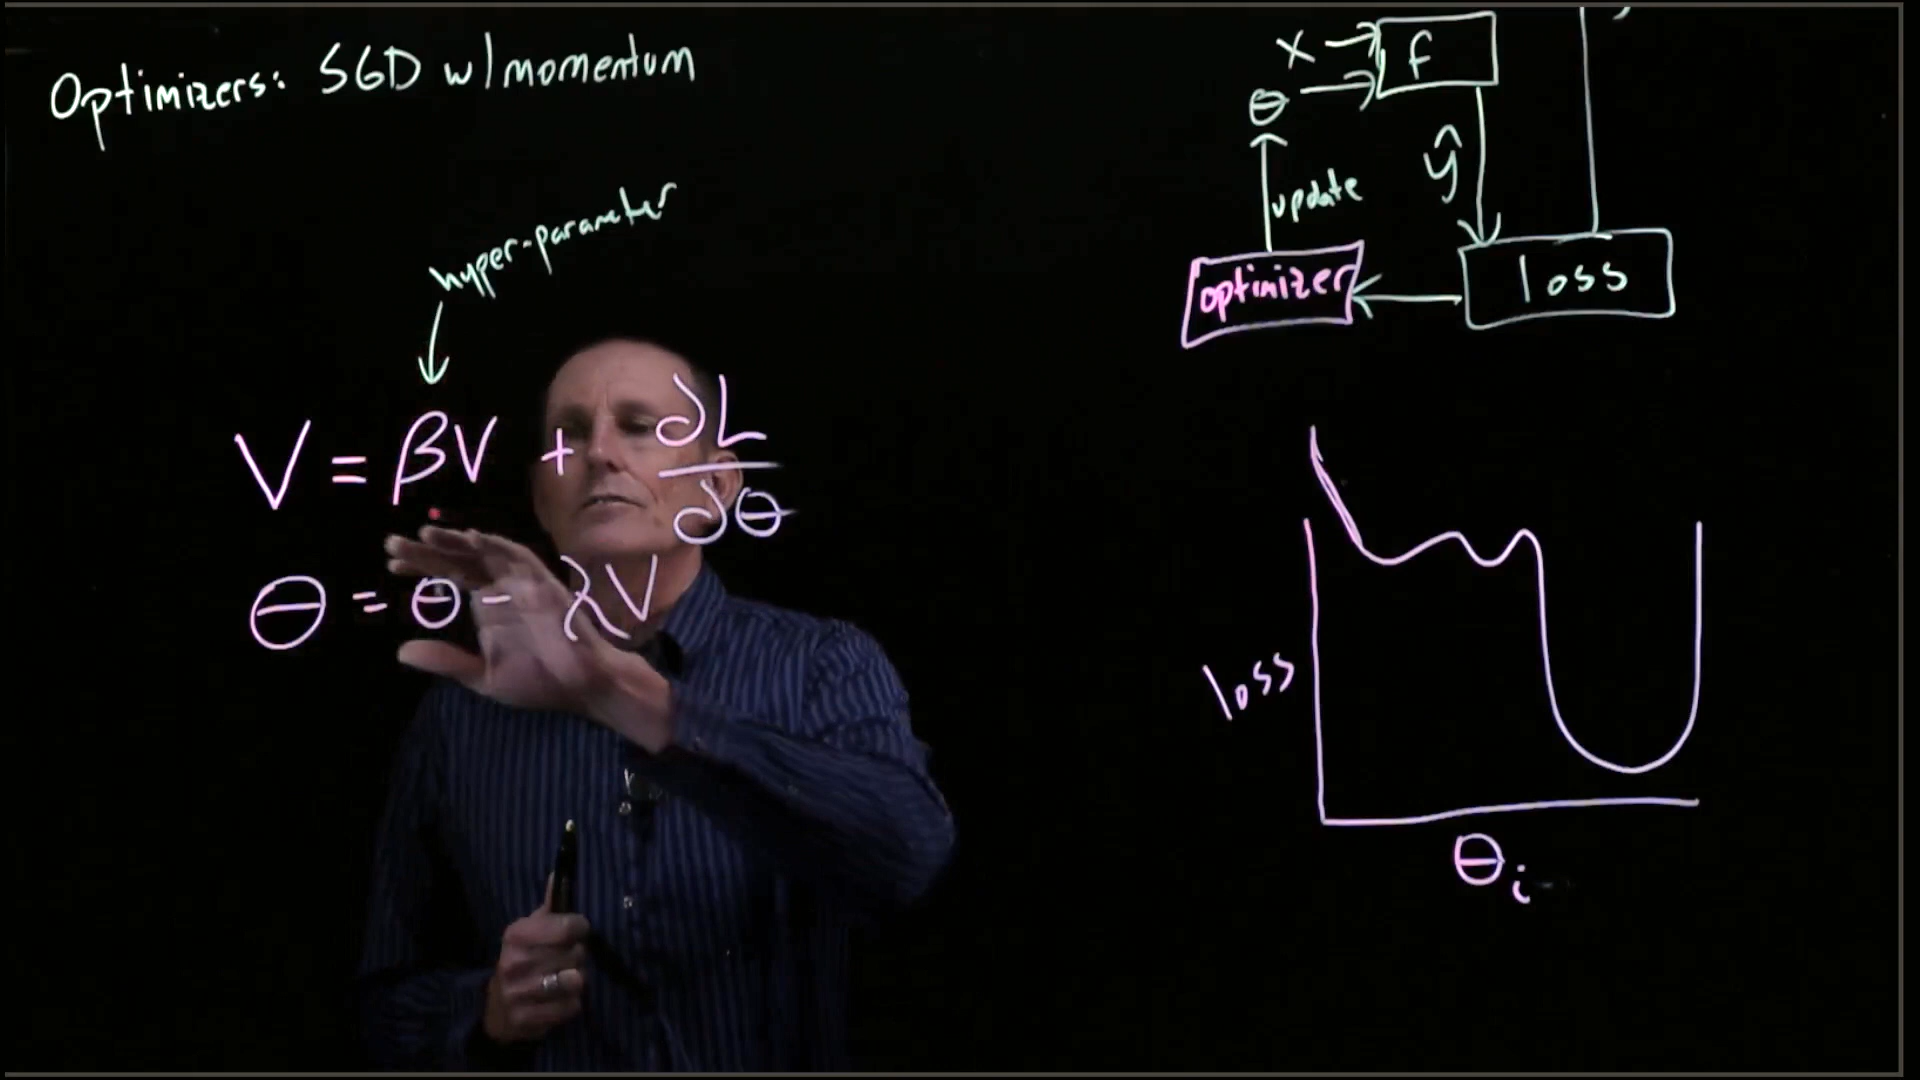 Optimizers: SGD w/momentum
hyper-parameter
V = βV + ∂L/∂θ
θ = θ - λV
x → f
θ →
ŷ
update
optimizer
loss
loss
θi